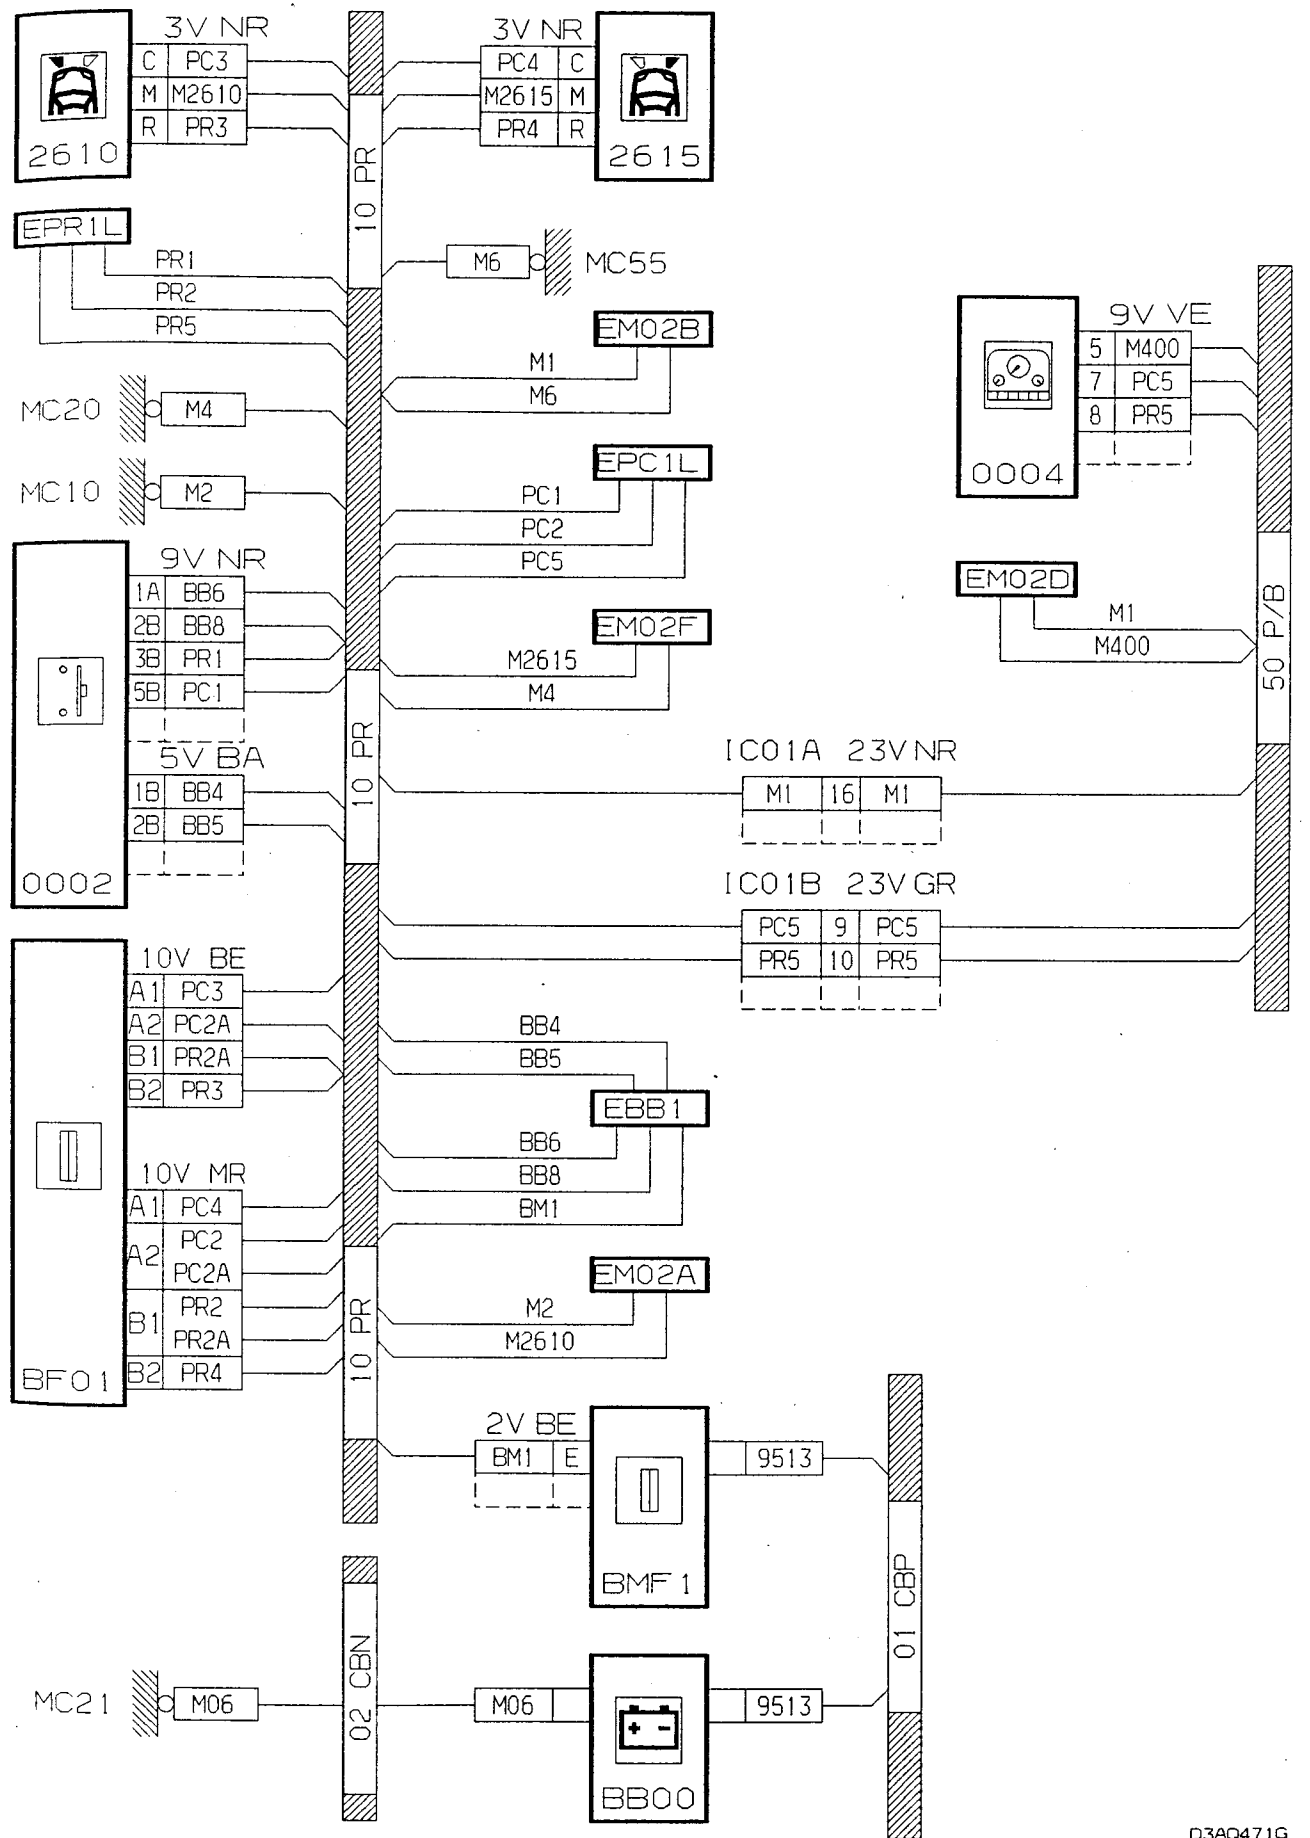 3V NR
C PC3
M M2610
R PR3
2610
3V NR
PC4 C
M2615 M
PR4 R
2615
10 PR
EPR1L
PR1
PR2
PR5
M6
MC55
EM02B
M1
M6
MC20
M4
MC10
M2
EPC1L
PC1
PC2
PC5
9V VE
5 M400
7 PC5
8 PR5
0004
9V NR
1A BB6
2B BB8
3B PR1
5B PC1
5V BA
1B BB4
2B BB5
0002
EM02F
M2615
M4
EM02D
M1
M400
50 P/B
10 PR
IC01A 23V NR
M1 16 M1
IC01B 23V GR
PC5 9 PC5
PR5 10 PR5
10V BE
A1 PC3
A2 PC2A
B1 PR2A
B2 PR3
10V MR
A1 PC4
A2 PC2
PC2A
B1 PR2
PR2A
B2 PR4
BF01
BB4
BB5
EBB1
BB6
BB8
BM1
EM02A
M2
M2610
10 PR
2V BE
BM1 E
9513
BMF1
01 CBP
MC21
M06
02 CBN
M06
9513
BB00
D3AQ471G